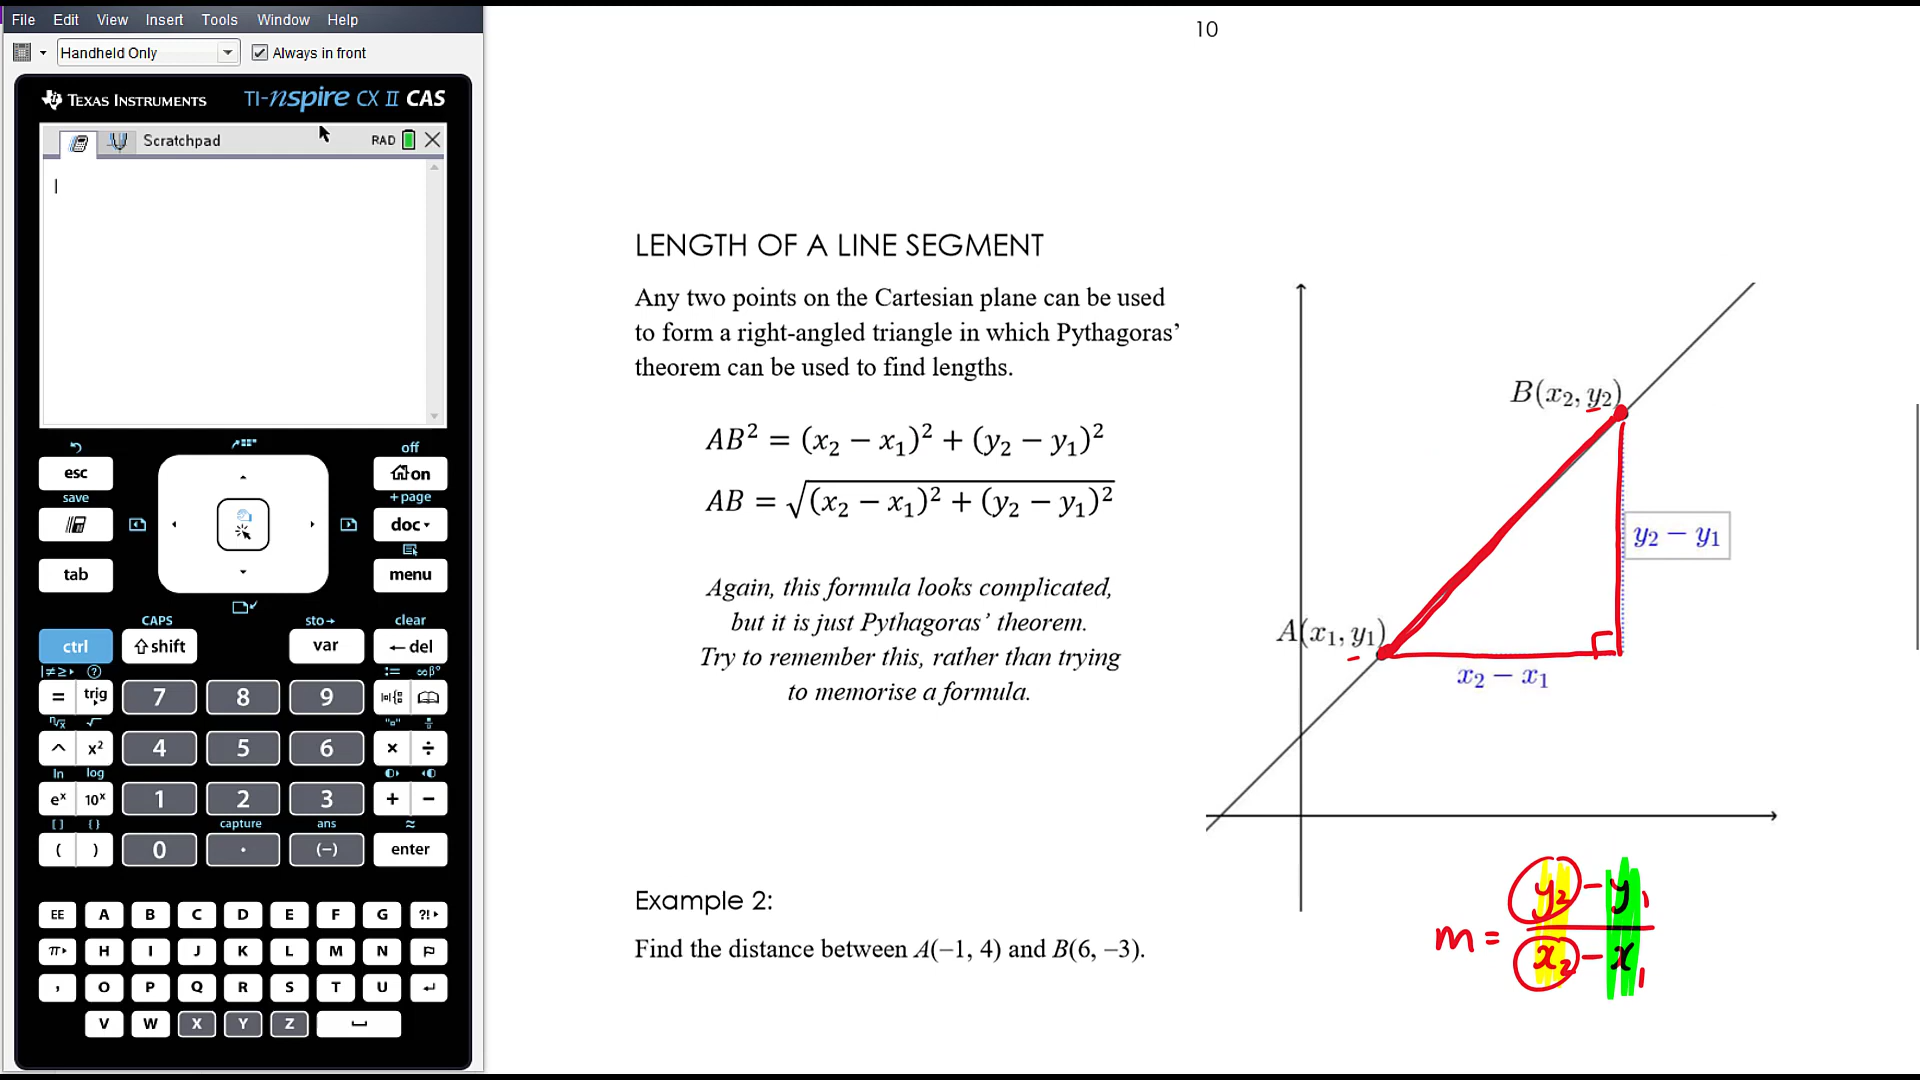 File Edit View Insert Tools Window Help
Handheld Only Always in front
TEXAS INSTRUMENTS TI-nspire CX II CAS
Scratchpad RAD
off
esc on
save + page
doc
tab menu
CAPS sto→ clear
ctrl ⇧shift var ←del
|≠≥▸ ? := ∞β°
= trig 7 8 9
ⁿ√x √ "▫"
^ x² 4 5 6 × ÷
ln log
eˣ 10ˣ 1 2 3 + −
[ ] { } capture ans ≈
( ) 0 . (−) enter
EE A B C D E F G ?!▸
π▸ H I J K L M N
, O P Q R S T U ↵
V W X Y Z
10
LENGTH OF A LINE SEGMENT
Any two points on the Cartesian plane can be used
to form a right-angled triangle in which Pythagoras’
theorem can be used to find lengths.
AB² = (x₂ − x₁)² + (y₂ − y₁)²
AB = √(x₂ − x₁)² + (y₂ − y₁)²
Again, this formula looks complicated,
but it is just Pythagoras’ theorem.
Try to remember this, rather than trying
to memorise a formula.
B(x₂, y₂)
y₂ − y₁
A(x₁, y₁)
x₂ − x₁
Example 2:
Find the distance between A(−1, 4) and B(6, −3).
y₂ − y₁
m =
x₂ − x₁